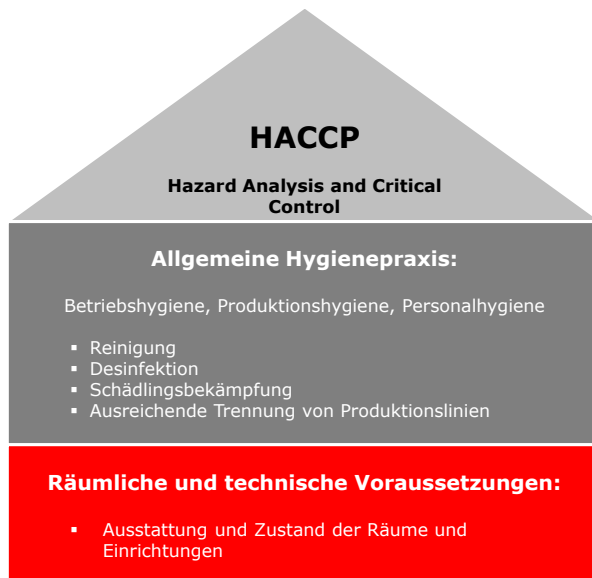 HACCP
Hazard Analysis and Critical
Control
Allgemeine Hygienepraxis:
Betriebshygiene, Produktionshygiene, Personalhygiene
▪ Reinigung
▪ Desinfektion
▪ Schädlingsbekämpfung
▪ Ausreichende Trennung von Produktionslinien
Räumliche und technische Voraussetzungen:
▪ Ausstattung und Zustand der Räume und
Einrichtungen